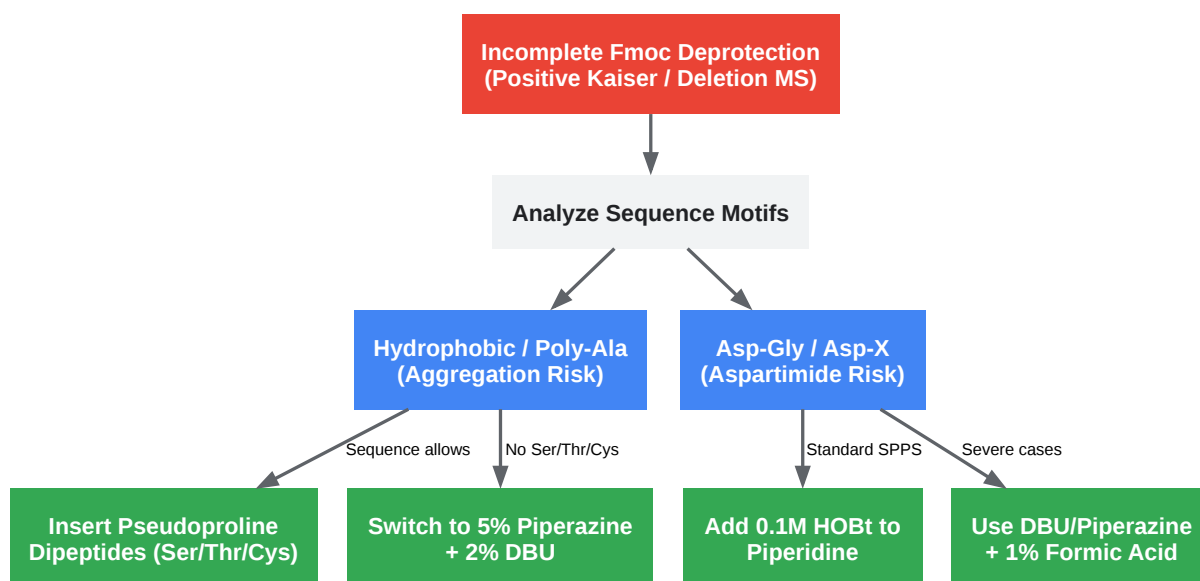 Incomplete Fmoc Deprotection
(Positive Kaiser / Deletion MS)
Analyze Sequence Motifs
Hydrophobic / Poly-Ala
(Aggregation Risk)
Asp-Gly / Asp-X
(Aspartimide Risk)
Sequence allows
No Ser/Thr/Cys
Standard SPPS
Severe cases
Insert Pseudoproline
Dipeptides (Ser/Thr/Cys)
Switch to 5% Piperazine
+ 2% DBU
Add 0.1M HOBt to
Piperidine
Use DBU/Piperazine
+ 1% Formic Acid